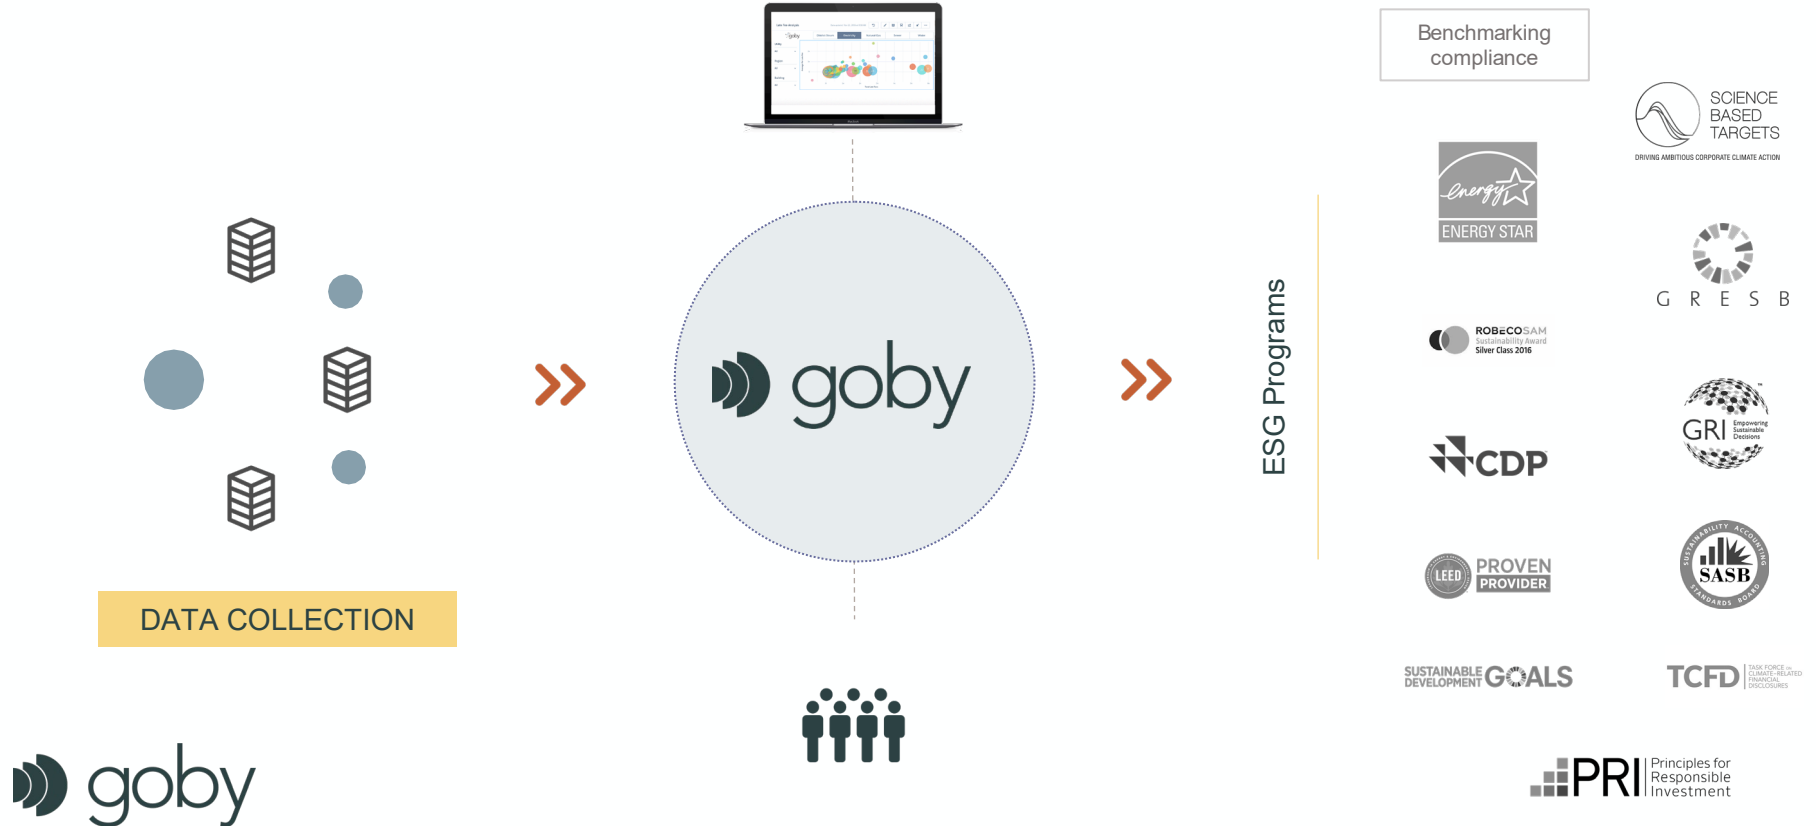 goby
DATA COLLECTION
goby
goby
ESG Programs
Benchmarking
compliance
SCIENCE
BASED
TARGETS
DRIVING AMBITIOUS CORPORATE CLIMATE ACTION
energy
ENERGY STAR
G R E S B
ROBECOSAM
Sustainability Award
Silver Class 2016
GRI
Empowering
Sustainable
Decisions
™
CDP
LEED
PROVEN
PROVIDER
SUSTAINABILITY ACCOUNTING
SASB
STANDARDS BOARD
SUSTAINABLE
DEVELOPMENT
GOALS
TCFD
TASK FORCE ON
CLIMATE-RELATED
FINANCIAL
DISCLOSURES
PRI
Principles for
Responsible
Investment